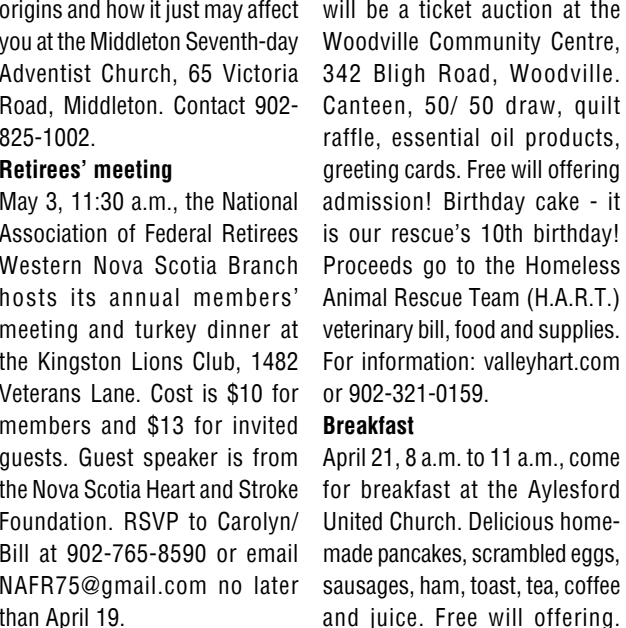 origins and how it just may affect
you at the Middleton Seventh-day
Adventist Church, 65 Victoria
Road, Middleton. Contact 902-
825-1002.
Retirees’ meeting
May 3, 11:30 a.m., the National
Association of Federal Retirees
Western Nova Scotia Branch
hosts its annual members’
meeting and turkey dinner at
the Kingston Lions Club, 1482
Veterans Lane. Cost is $10 for
members and $13 for invited
guests. Guest speaker is from
the Nova Scotia Heart and Stroke
Foundation. RSVP to Carolyn/
Bill at 902-765-8590 or email
NAFR75@gmail.com no later
than April 19.
will be a ticket auction at the
Woodville Community Centre,
342 Bligh Road, Woodville.
Canteen, 50/ 50 draw, quilt
raffle, essential oil products,
greeting cards. Free will offering
admission! Birthday cake - it
is our rescue’s 10th birthday!
Proceeds go to the Homeless
Animal Rescue Team (H.A.R.T.)
veterinary bill, food and supplies.
For information: valleyhart.com
or 902-321-0159.
Breakfast
April 21, 8 a.m. to 11 a.m., come
for breakfast at the Aylesford
United Church. Delicious home-
made pancakes, scrambled eggs,
sausages, ham, toast, tea, coffee
and juice. Free will offering.